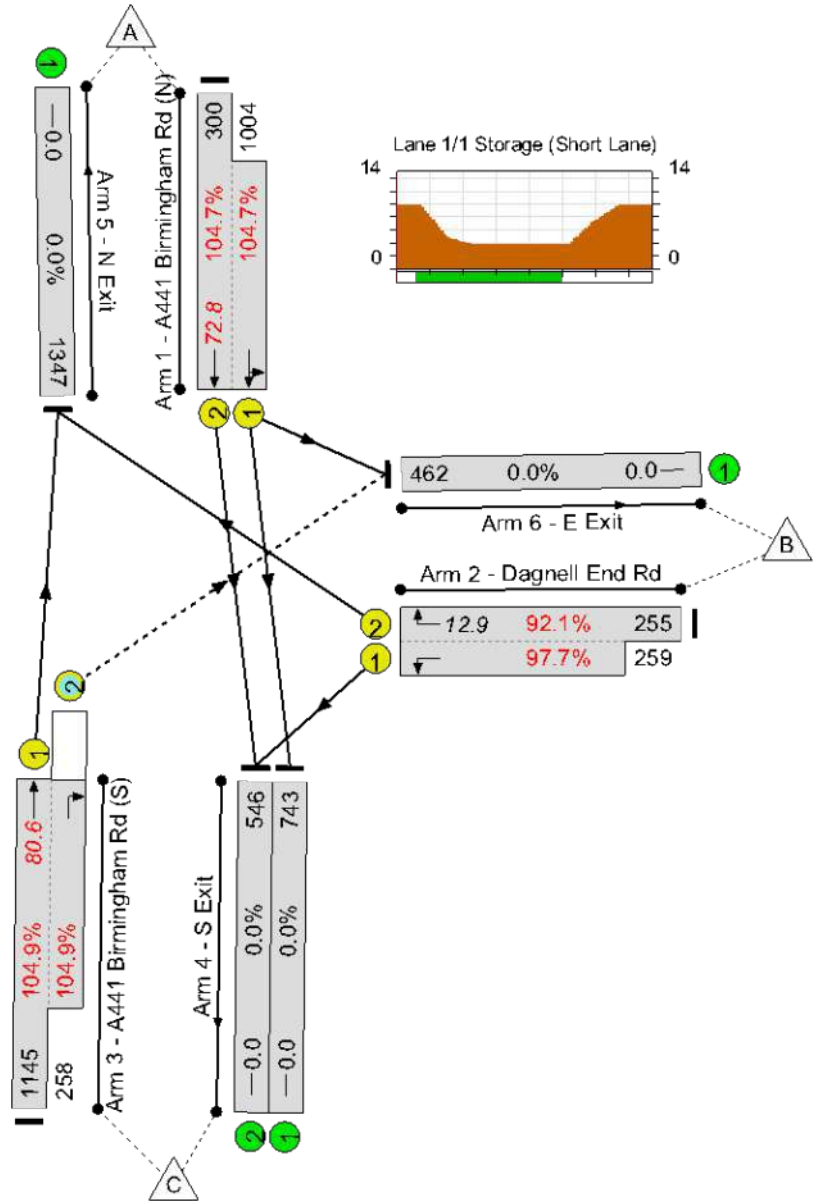 A
1
—0.0
0.0%
1347
Arm 5 - N Exit
Arm 1 - A441 Birmingham Rd (N)
300
104.7%
72.8
1004
104.7%
2
1
Lane 1/1 Storage (Short Lane)
14
14
0
0
462 0.0% 0.0—
1
Arm 6 - E Exit
B
Arm 2 - Dagnell End Rd
2
12.9 92.1% 255
1
97.7% 259
2
1
80.6
104.9%
1145
104.9%
258
Arm 3 - A441 Birmingham Rd (S)
Arm 4 - S Exit
546
0.0%
—0.0
743
0.0%
—0.0
2
1
C